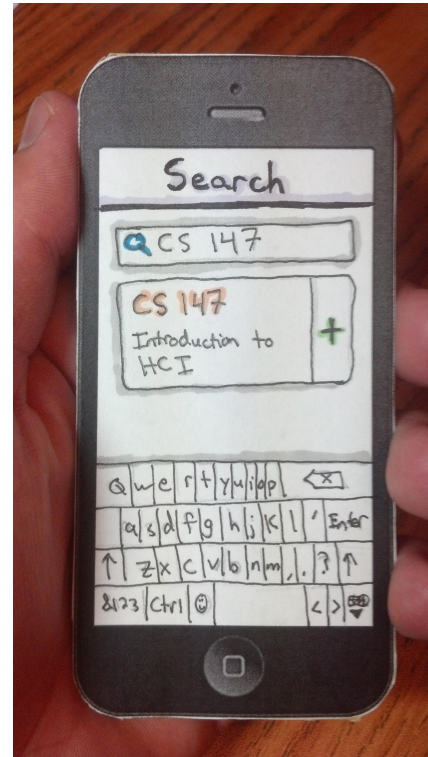 Search
CS 147
CS 147
Introduction to
HCI
Q w e r t y u i o p
a s d f g h j k l ' Enter
↑ z x c v b n m , . ? ↑
&123 Ctrl ☺ < >